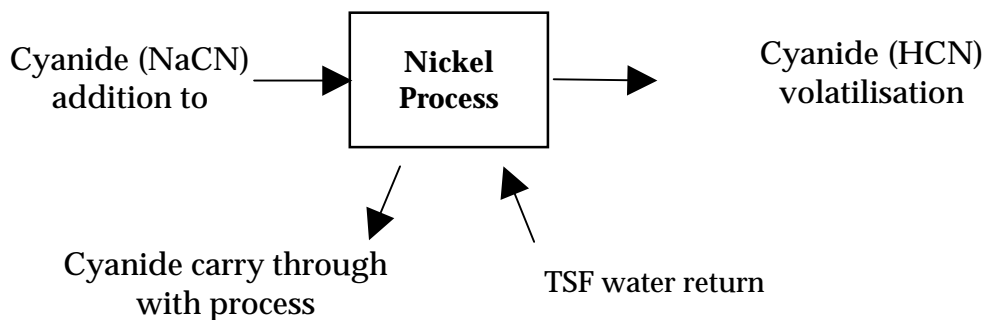 Cyanide (NaCN)
addition to
Nickel
Process
Cyanide (HCN)
volatilisation
Cyanide carry through
with process
TSF water return